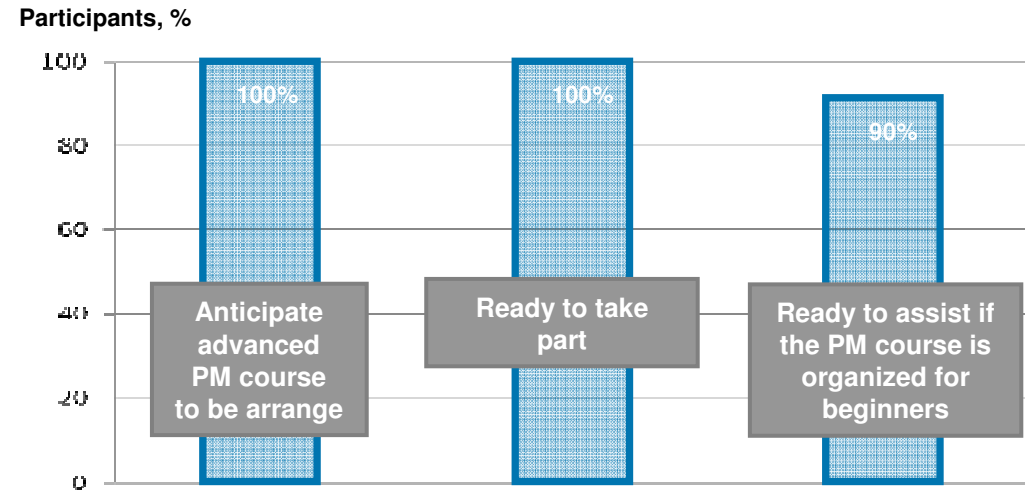 Participants, %
100
100%
100%
90%
80
60
Anticipate
advanced
PM course
to be arrange
Ready to take
part
Ready to assist if
the PM course is
organized for
beginners
40
20
0